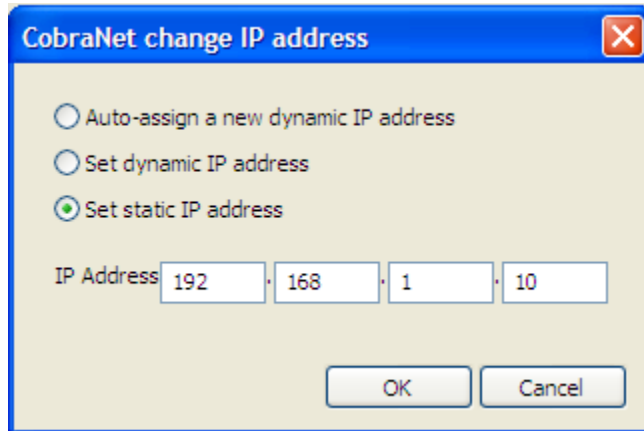 CobraNet change IP address
Auto-assign a new dynamic IP address
Set dynamic IP address
Set static IP address
IP Address 192 . 168 . 1 . 10
OK Cancel